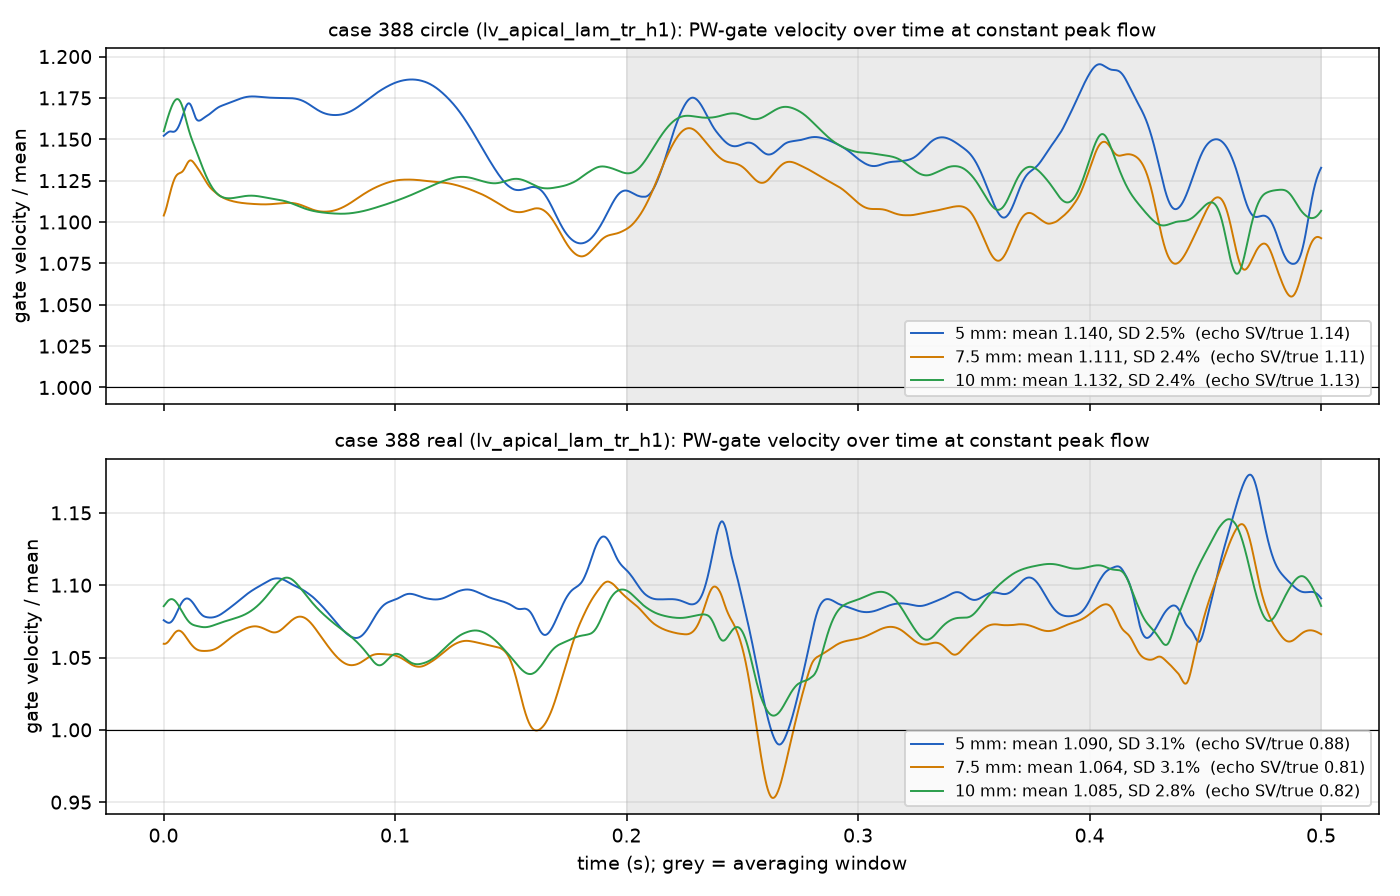 case 388 circle (lv_apical_lam_tr_h1): PW-gate velocity over time at constant peak flow
gate velocity / mean
1.200
1.175
1.150
1.125
1.100
1.075
1.050
1.025
1.000
5 mm: mean 1.140, SD 2.5%  (echo SV/true 1.14)
7.5 mm: mean 1.111, SD 2.4%  (echo SV/true 1.11)
10 mm: mean 1.132, SD 2.4%  (echo SV/true 1.13)
case 388 real (lv_apical_lam_tr_h1): PW-gate velocity over time at constant peak flow
gate velocity / mean
1.15
1.10
1.05
1.00
0.95
5 mm: mean 1.090, SD 3.1%  (echo SV/true 0.88)
7.5 mm: mean 1.064, SD 3.1%  (echo SV/true 0.81)
10 mm: mean 1.085, SD 2.8%  (echo SV/true 0.82)
0.0 0.1 0.2 0.3 0.4 0.5
time (s); grey = averaging window